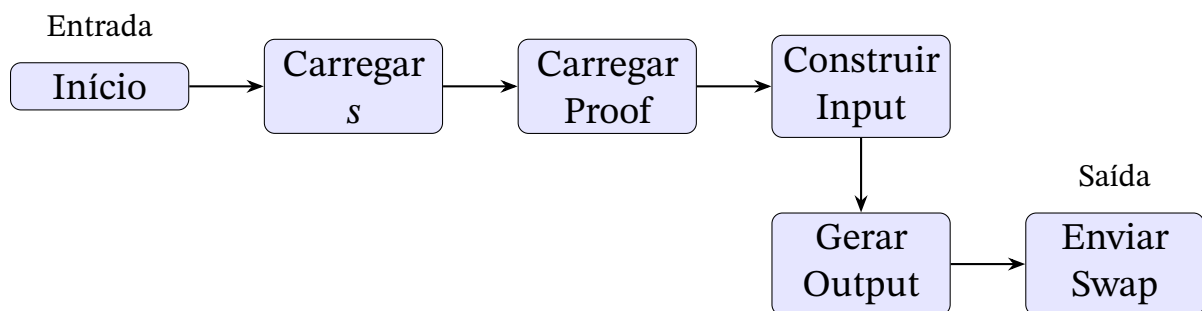 Entrada
Início
Carregar
s
Carregar
Proof
Construir
Input
Gerar
Output
Saída
Enviar
Swap